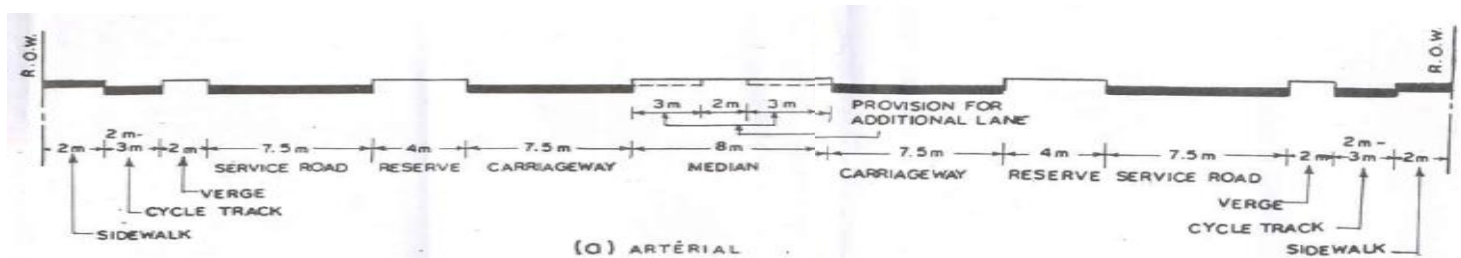 R.O.W.
R.O.W.
3m 2m 3m PROVISION FOR
ADDITIONAL LANE
2m 2m-3m 2m 7.5m 4m 7.5m 8m 7.5m 4m 7.5m 2m 2m-3m 2m
SERVICE ROAD RESERVE CARRIAGEWAY MEDIAN CARRIAGEWAY RESERVE SERVICE ROAD
VERGE VERGE
CYCLE TRACK CYCLE TRACK
SIDEWALK SIDEWALK
(a) ARTERIAL